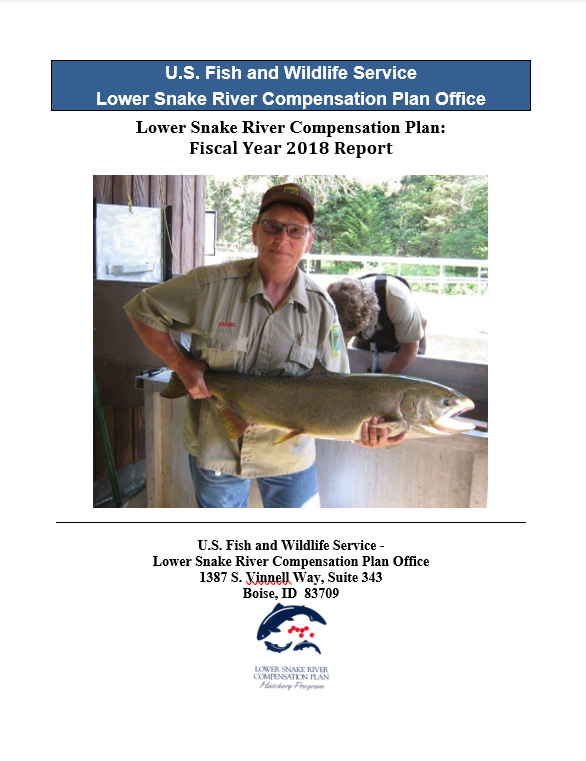 U.S. Fish and Wildlife Service
Lower Snake River Compensation Plan Office
Lower Snake River Compensation Plan:
Fiscal Year 2018 Report
U.S. Fish and Wildlife Service -
Lower Snake River Compensation Plan Office
1387 S. Vinnell Way, Suite 343
Boise, ID  83709
LOWER SNAKE RIVER
COMPENSATION PLAN
Hatchery Program